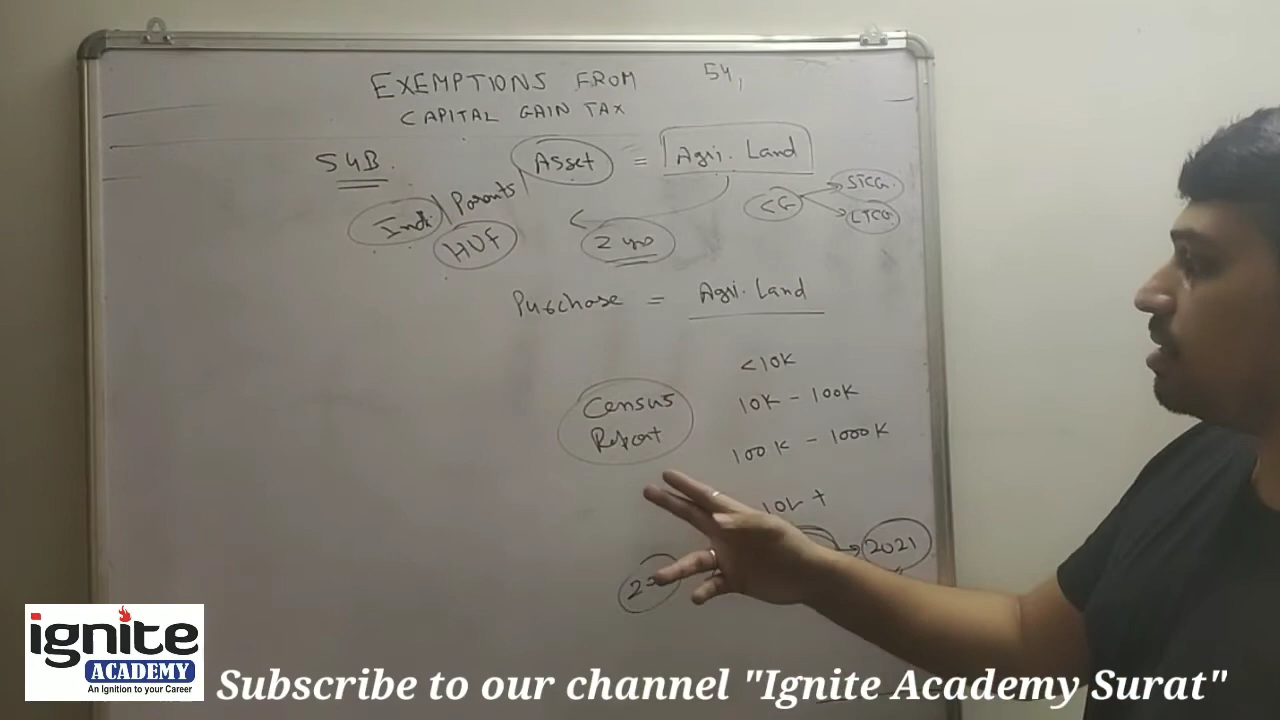 EXEMPTIONS FROM 54,
CAPITAL GAIN TAX
54B. Asset = Agri. Land
Indi. | Parents |
HUF
2 yrs
CG STCG
LTCG
Purchase = Agri. Land
<10K
Census 10K - 100K
Report 100K - 1000K
10L +
2021
ignite
ACADEMY
An Ignition to your Career
Subscribe to our channel "Ignite Academy Surat"